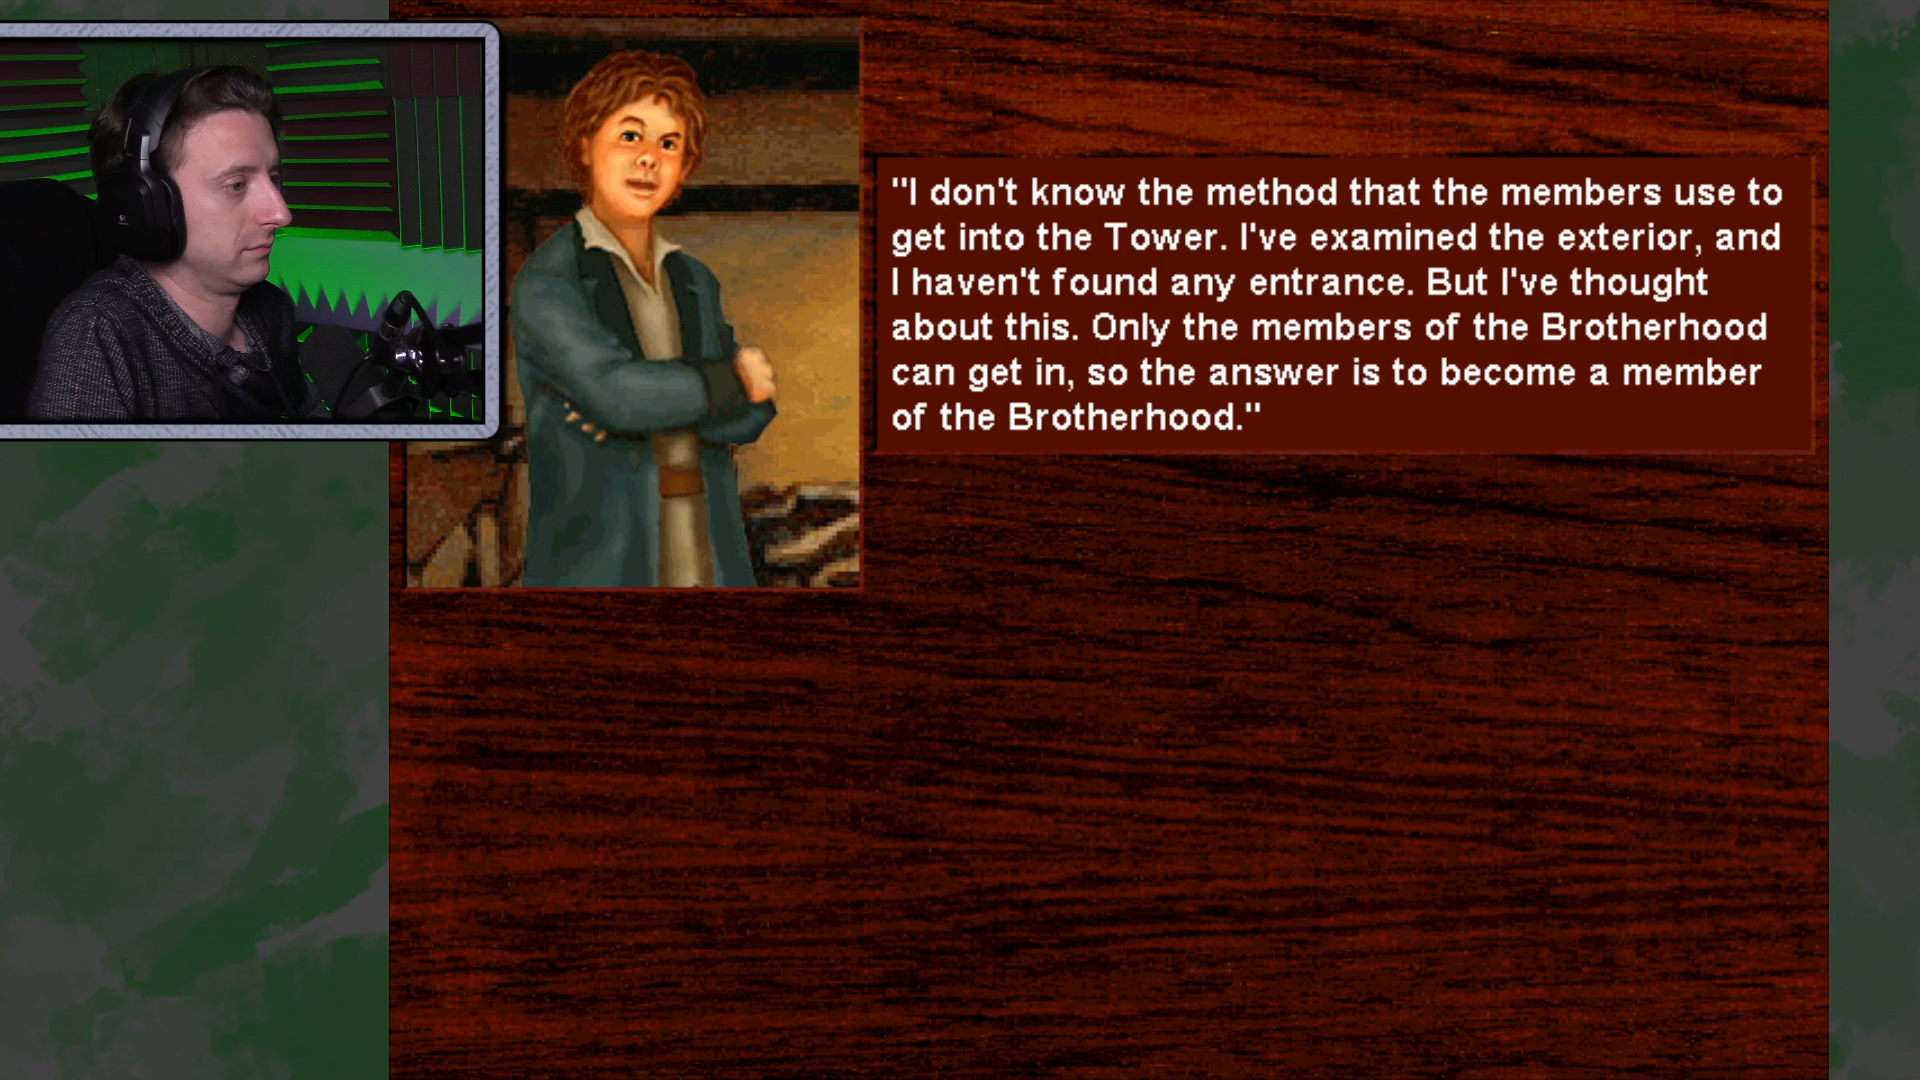 "I don't know the method that the members use to
get into the Tower. I've examined the exterior, and
I haven't found any entrance. But I've thought
about this. Only the members of the Brotherhood
can get in, so the answer is to become a member
of the Brotherhood."